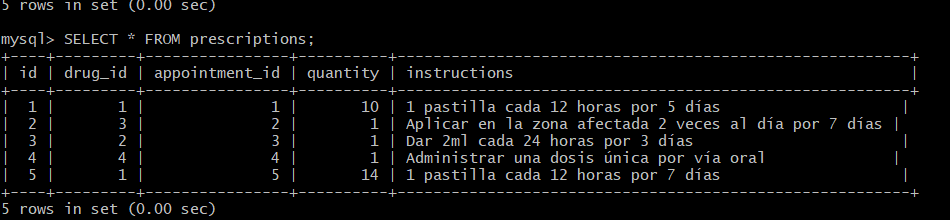 5 rows in set (0.00 sec)
mysql> SELECT * FROM prescriptions;
+----+---------+----------------+----------+---------------------------------------------------------------+
| id | drug_id | appointment_id | quantity | instructions                                                  |
+----+---------+----------------+----------+---------------------------------------------------------------+
|  1 |       1 |              1 |       10 | 1 pastilla cada 12 horas por 5 días                          |
|  2 |       3 |              2 |        1 | Aplicar en la zona afectada 2 veces al día por 7 días |
|  3 |       2 |              3 |        1 | Dar 2ml cada 24 horas por 3 días                             |
|  4 |       4 |              4 |        1 | Administrar una dosis única por vía oral                |
|  5 |       1 |              5 |       14 | 1 pastilla cada 12 horas por 7 días                          |
+----+---------+----------------+----------+---------------------------------------------------------------+
5 rows in set (0.00 sec)